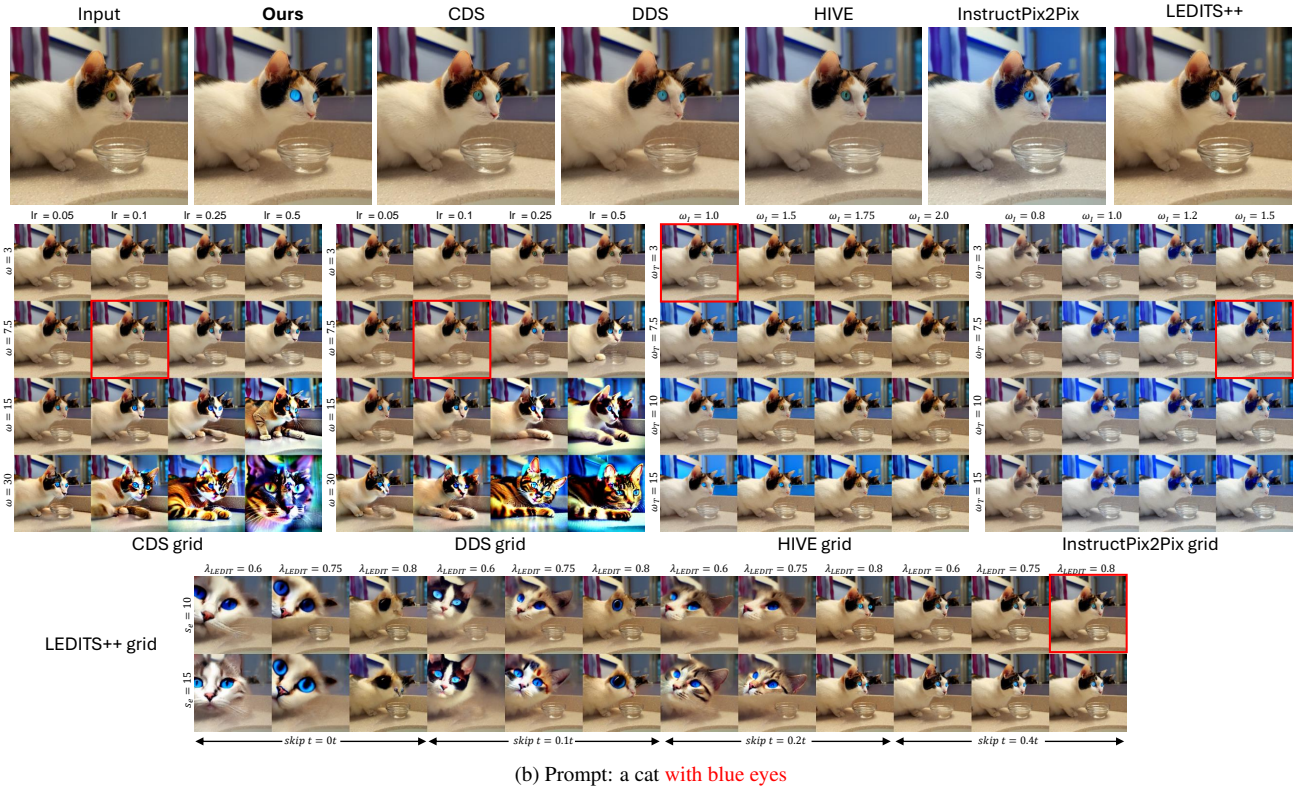 Input Ours CDS DDS HIVE InstructPix2Pix LEDITS++
lr = 0.05 lr = 0.1 lr = 0.25 lr = 0.5 lr = 0.05 lr = 0.1 lr = 0.25 lr = 0.5 ω_I = 1.0 ω_I = 1.5 ω_I = 1.75 ω_I = 2.0 ω_I = 0.8 ω_I = 1.0 ω_I = 1.2 ω_I = 1.5
ω = 3 ω = 3 ω_T = 3 ω_T = 3
ω = 7.5 ω = 7.5 ω_T = 7.5 ω_T = 7.5
ω = 15 ω = 15 ω_T = 10 ω_T = 10
ω = 30 ω = 30 ω_T = 15 ω_T = 15
CDS grid DDS grid HIVE grid InstructPix2Pix grid
λ_LEDIT = 0.6 λ_LEDIT = 0.75 λ_LEDIT = 0.8 λ_LEDIT = 0.6 λ_LEDIT = 0.75 λ_LEDIT = 0.8 λ_LEDIT = 0.6 λ_LEDIT = 0.75 λ_LEDIT = 0.8 λ_LEDIT = 0.6 λ_LEDIT = 0.75 λ_LEDIT = 0.8
s_e = 10
LEDITS++ grid
s_e = 15
skip t = 0t skip t = 0.1t skip t = 0.2t skip t = 0.4t
(b) Prompt: a cat with blue eyes